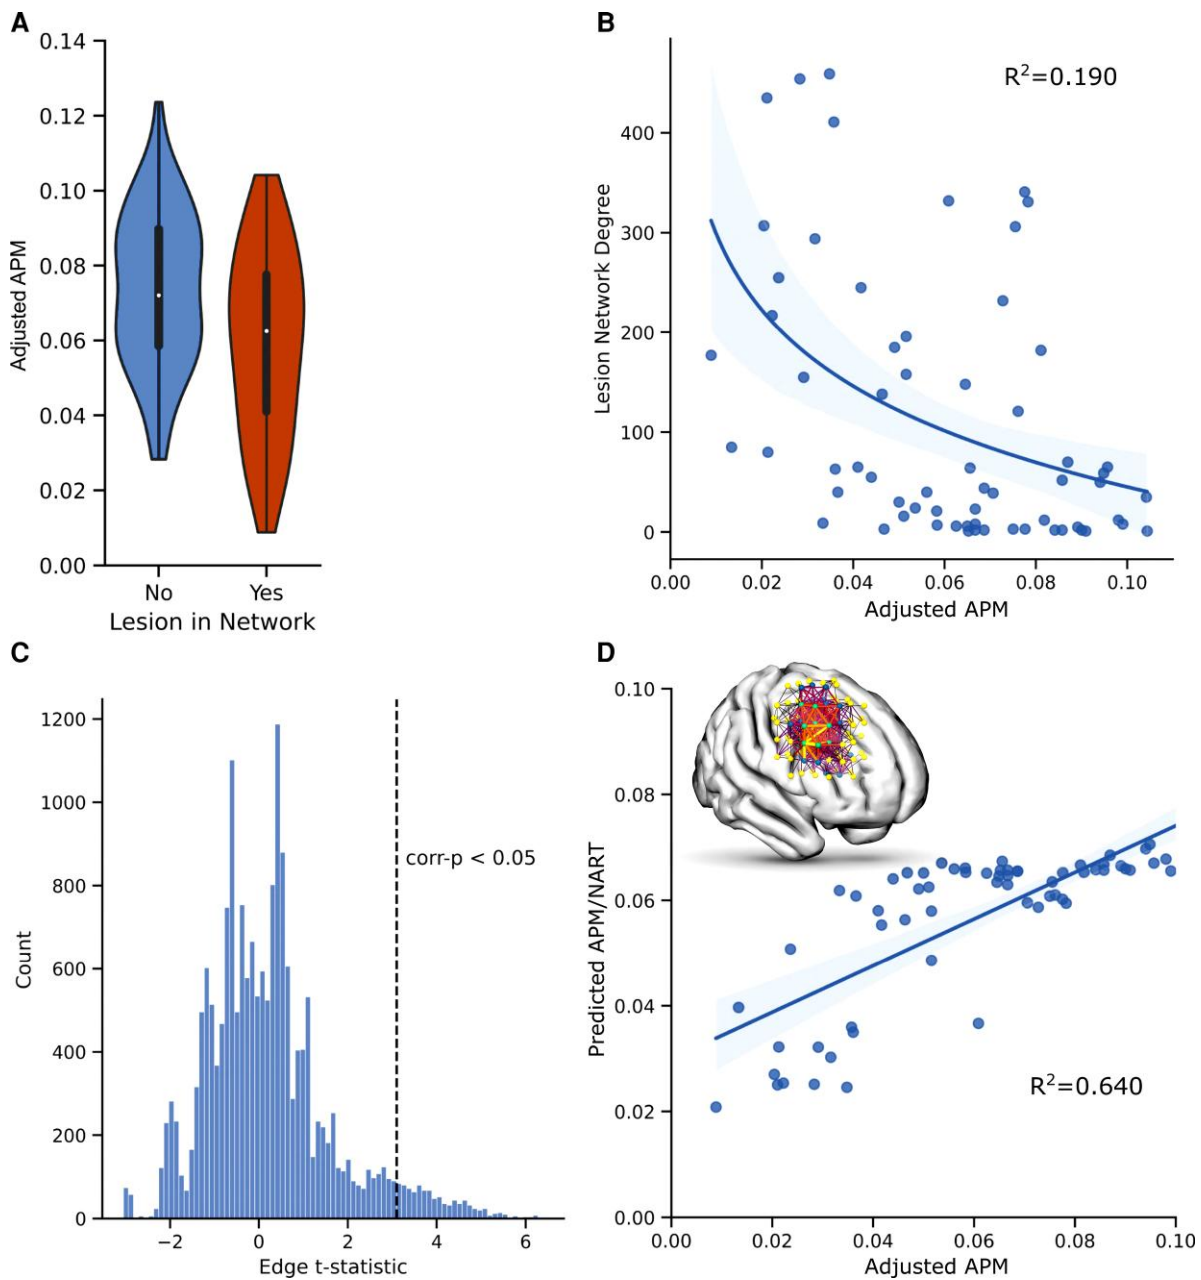 A
0.14
0.12
0.10
0.08
0.06
0.04
0.02
0.00
Adjusted APM
No
Yes
Lesion in Network
B
R²=0.190
400
300
200
100
0
Lesion Network Degree
0.00
0.02
0.04
0.06
0.08
0.10
Adjusted APM
C
1200
1000
800
600
400
200
0
Count
corr-p < 0.05
−2
0
2
4
6
Edge t-statistic
D
0.10
0.08
0.06
0.04
0.02
0.00
Predicted APM/NART
R²=0.640
0.00
0.02
0.04
0.06
0.08
0.10
Adjusted APM